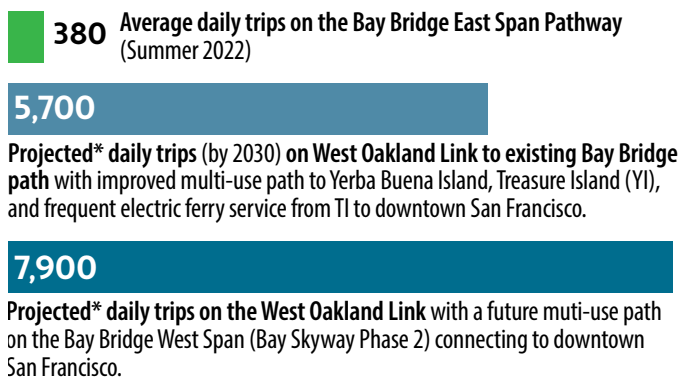 380 Average daily trips on the Bay Bridge East Span Pathway
(Summer 2022)
5,700
Projected* daily trips (by 2030) on West Oakland Link to existing Bay Bridge
path with improved multi-use path to Yerba Buena Island, Treasure Island (YI),
and frequent electric ferry service from TI to downtown San Francisco.
7,900
Projected* daily trips on the West Oakland Link with a future muti-use path
on the Bay Bridge West Span (Bay Skyway Phase 2) connecting to downtown
San Francisco.